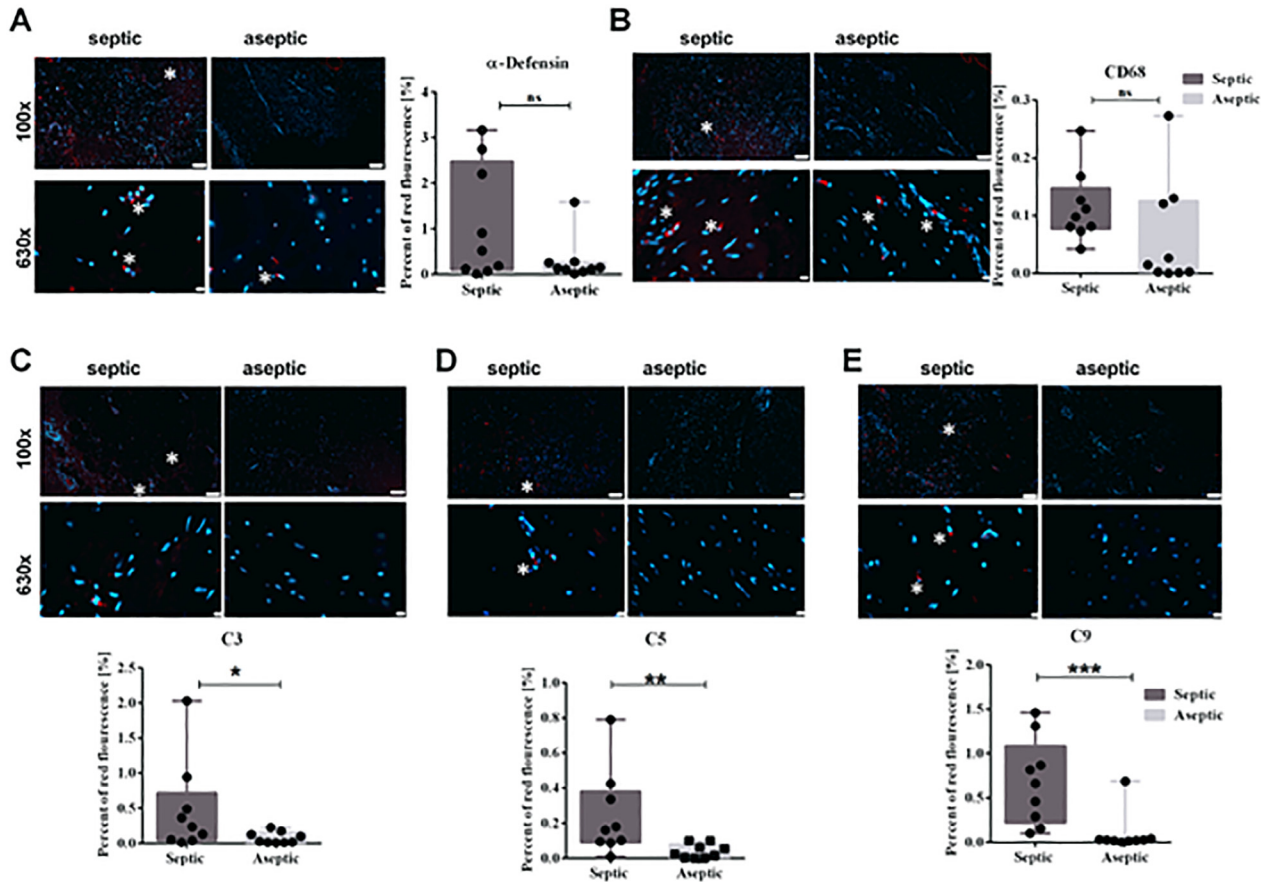 A
septic aseptic
100x
630x
α-Defensin
Percent of red flourescence [%]
ns
4
3
2
1
0
Septic Aseptic
B
septic aseptic
CD68
Percent of red flourescence [%]
ns
0.3
0.2
0.1
0.0
Septic Aseptic
Septic
Aseptic
C
septic aseptic
100x
630x
C3
Percent of red flourescence [%]
*
2.5
2.0
1.5
1.0
0.5
0.0
Septic Aseptic
D
septic aseptic
C5
Percent of red flourescence [%]
**
1.0
0.8
0.6
0.4
0.2
0.0
Septic Aseptic
E
septic aseptic
C9
Percent of red flourescence [%]
***
2.0
1.5
1.0
0.5
0.0
Septic Aseptic
Septic
Aseptic